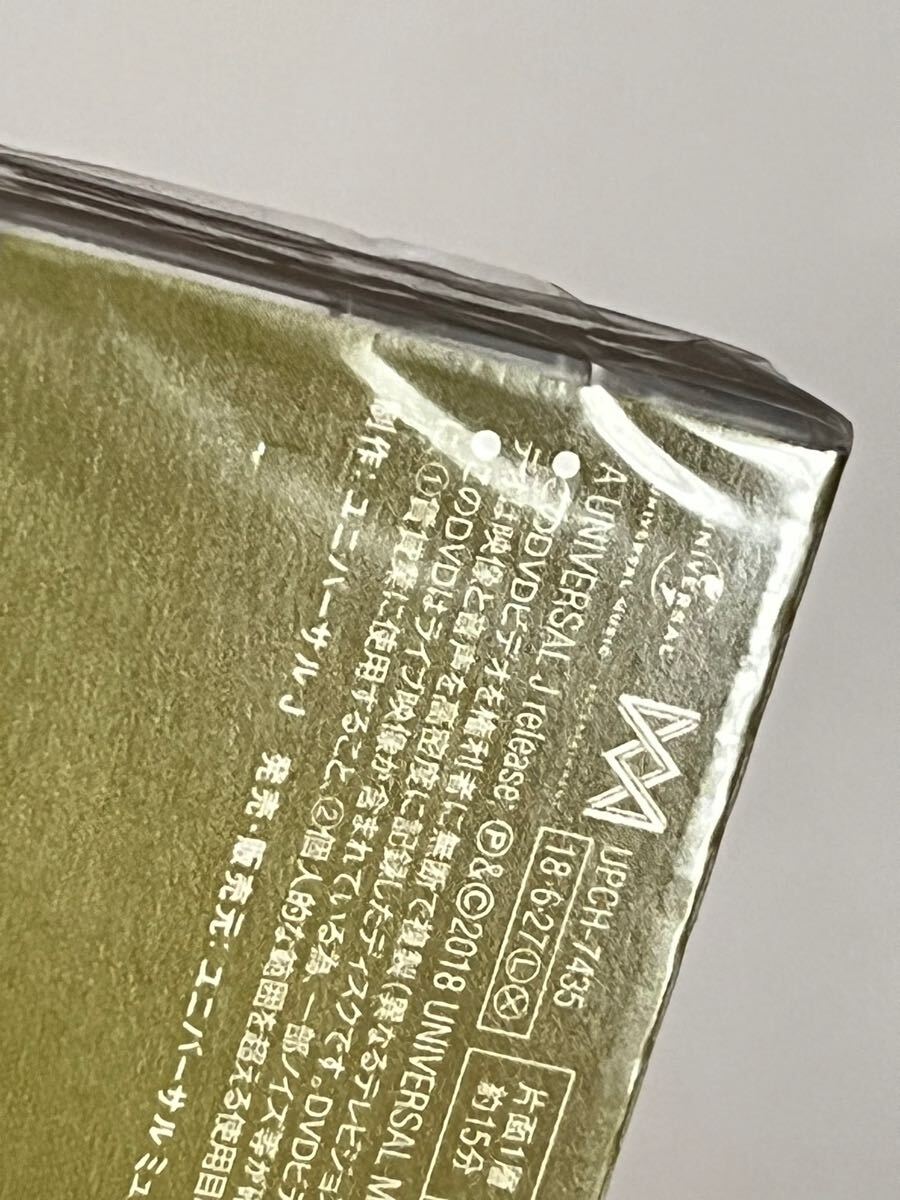 UNIVERSAL
UNIVERSAL MUSIC
UPCH-7435
18・6・27ⓁⓍ
片面1層
約15分
A UNIVERSAL J release Ⓟ&©2018 UNIVERSAL M
●このDVDビデオを権利者に無断で複製(異なるテレビジョン
映像と音声を高密度に記録したディスクです。DVDビデ
●このDVDはライブ映像が含まれている為、一部ノイズ等が
①営業に使用すること、②個人的な範囲を超える使用目
制作:ユニバーサルJ 発売・販売元:ユニバーサル ミュ